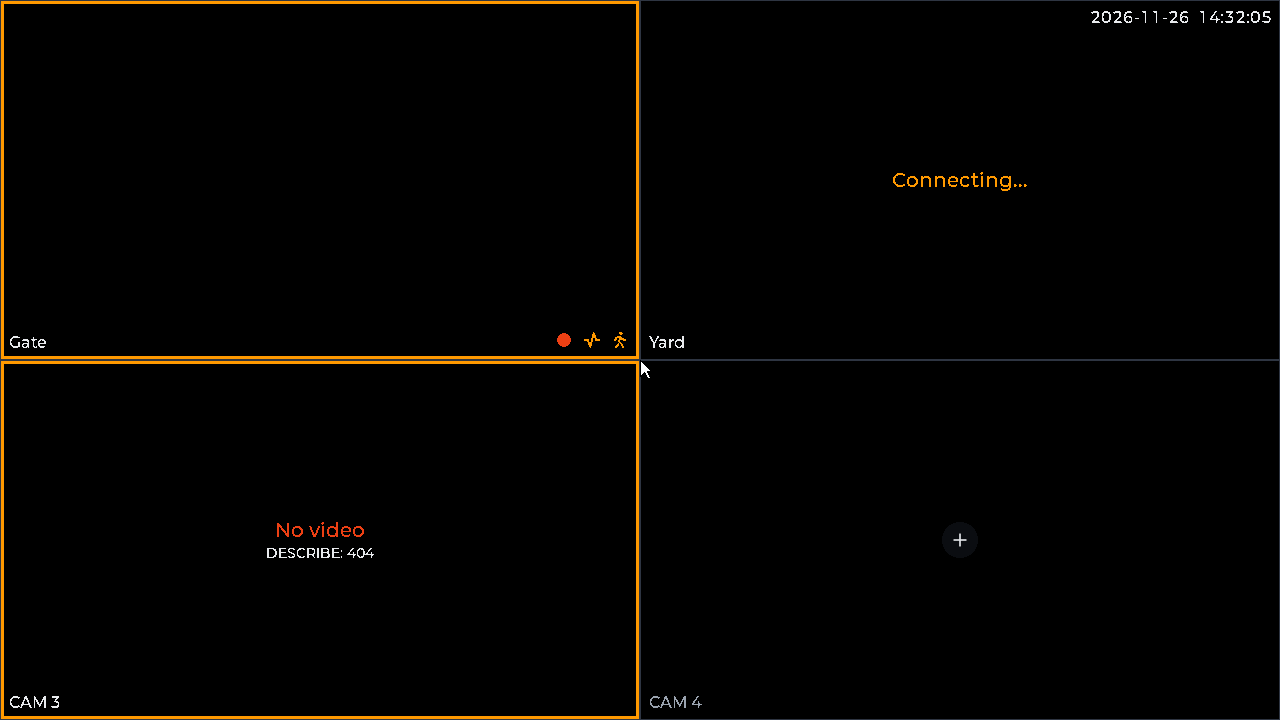 2026-11-26 14:32:05
Connecting...
Gate
Yard
No video
DESCRIBE: 404
CAM 3
CAM 4